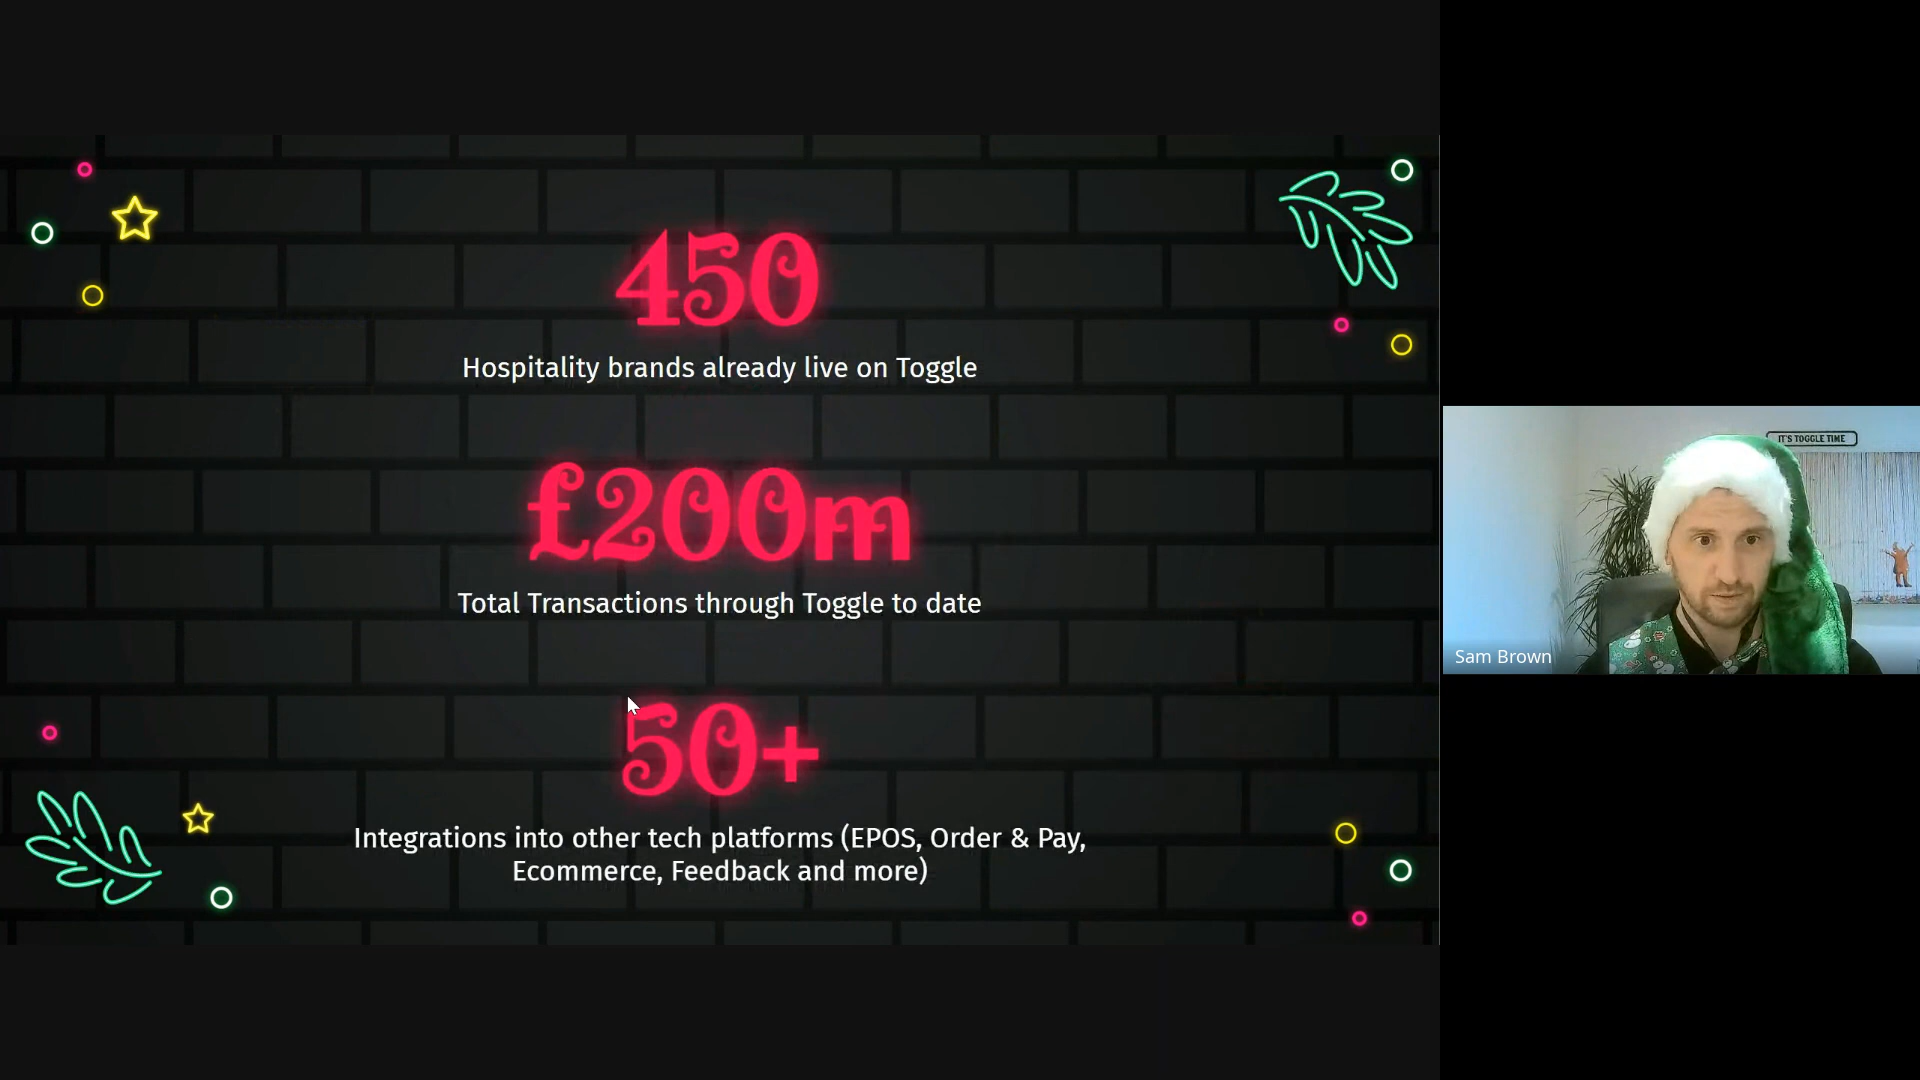 450
Hospitality brands already live on Toggle
£200m
Total Transactions through Toggle to date
50+
Integrations into other tech platforms (EPOS, Order & Pay,
Ecommerce, Feedback and more)
IT'S TOGGLE TIME
Sam Brown